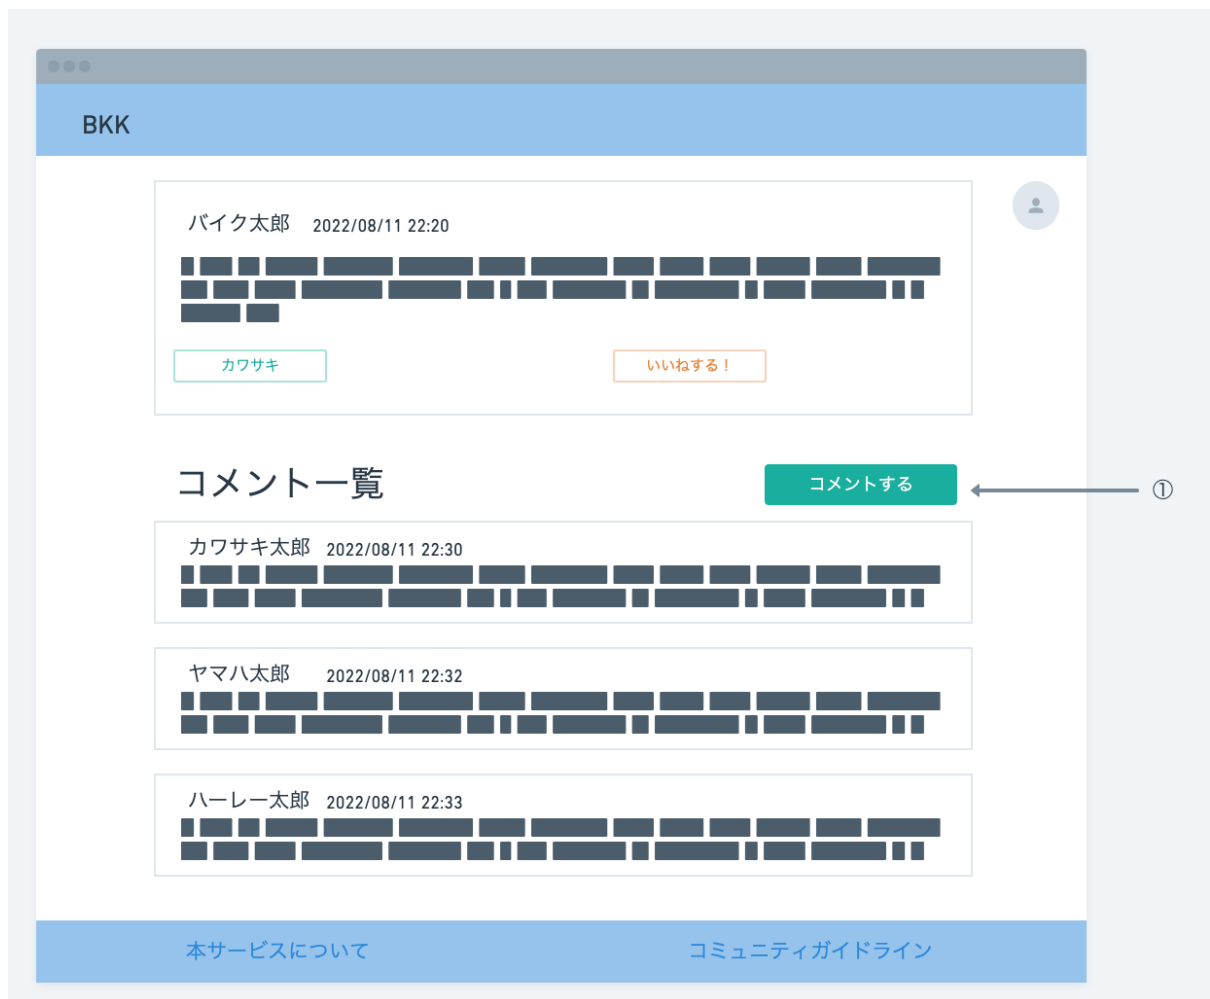 BKK
バイク太郎 2022/08/11 22:20
カワサキ いいねする！
コメント一覧 コメントする ①
カワサキ太郎 2022/08/11 22:30
ヤマハ太郎 2022/08/11 22:32
ハーレー太郎 2022/08/11 22:33
本サービスについて コミュニティガイドライン